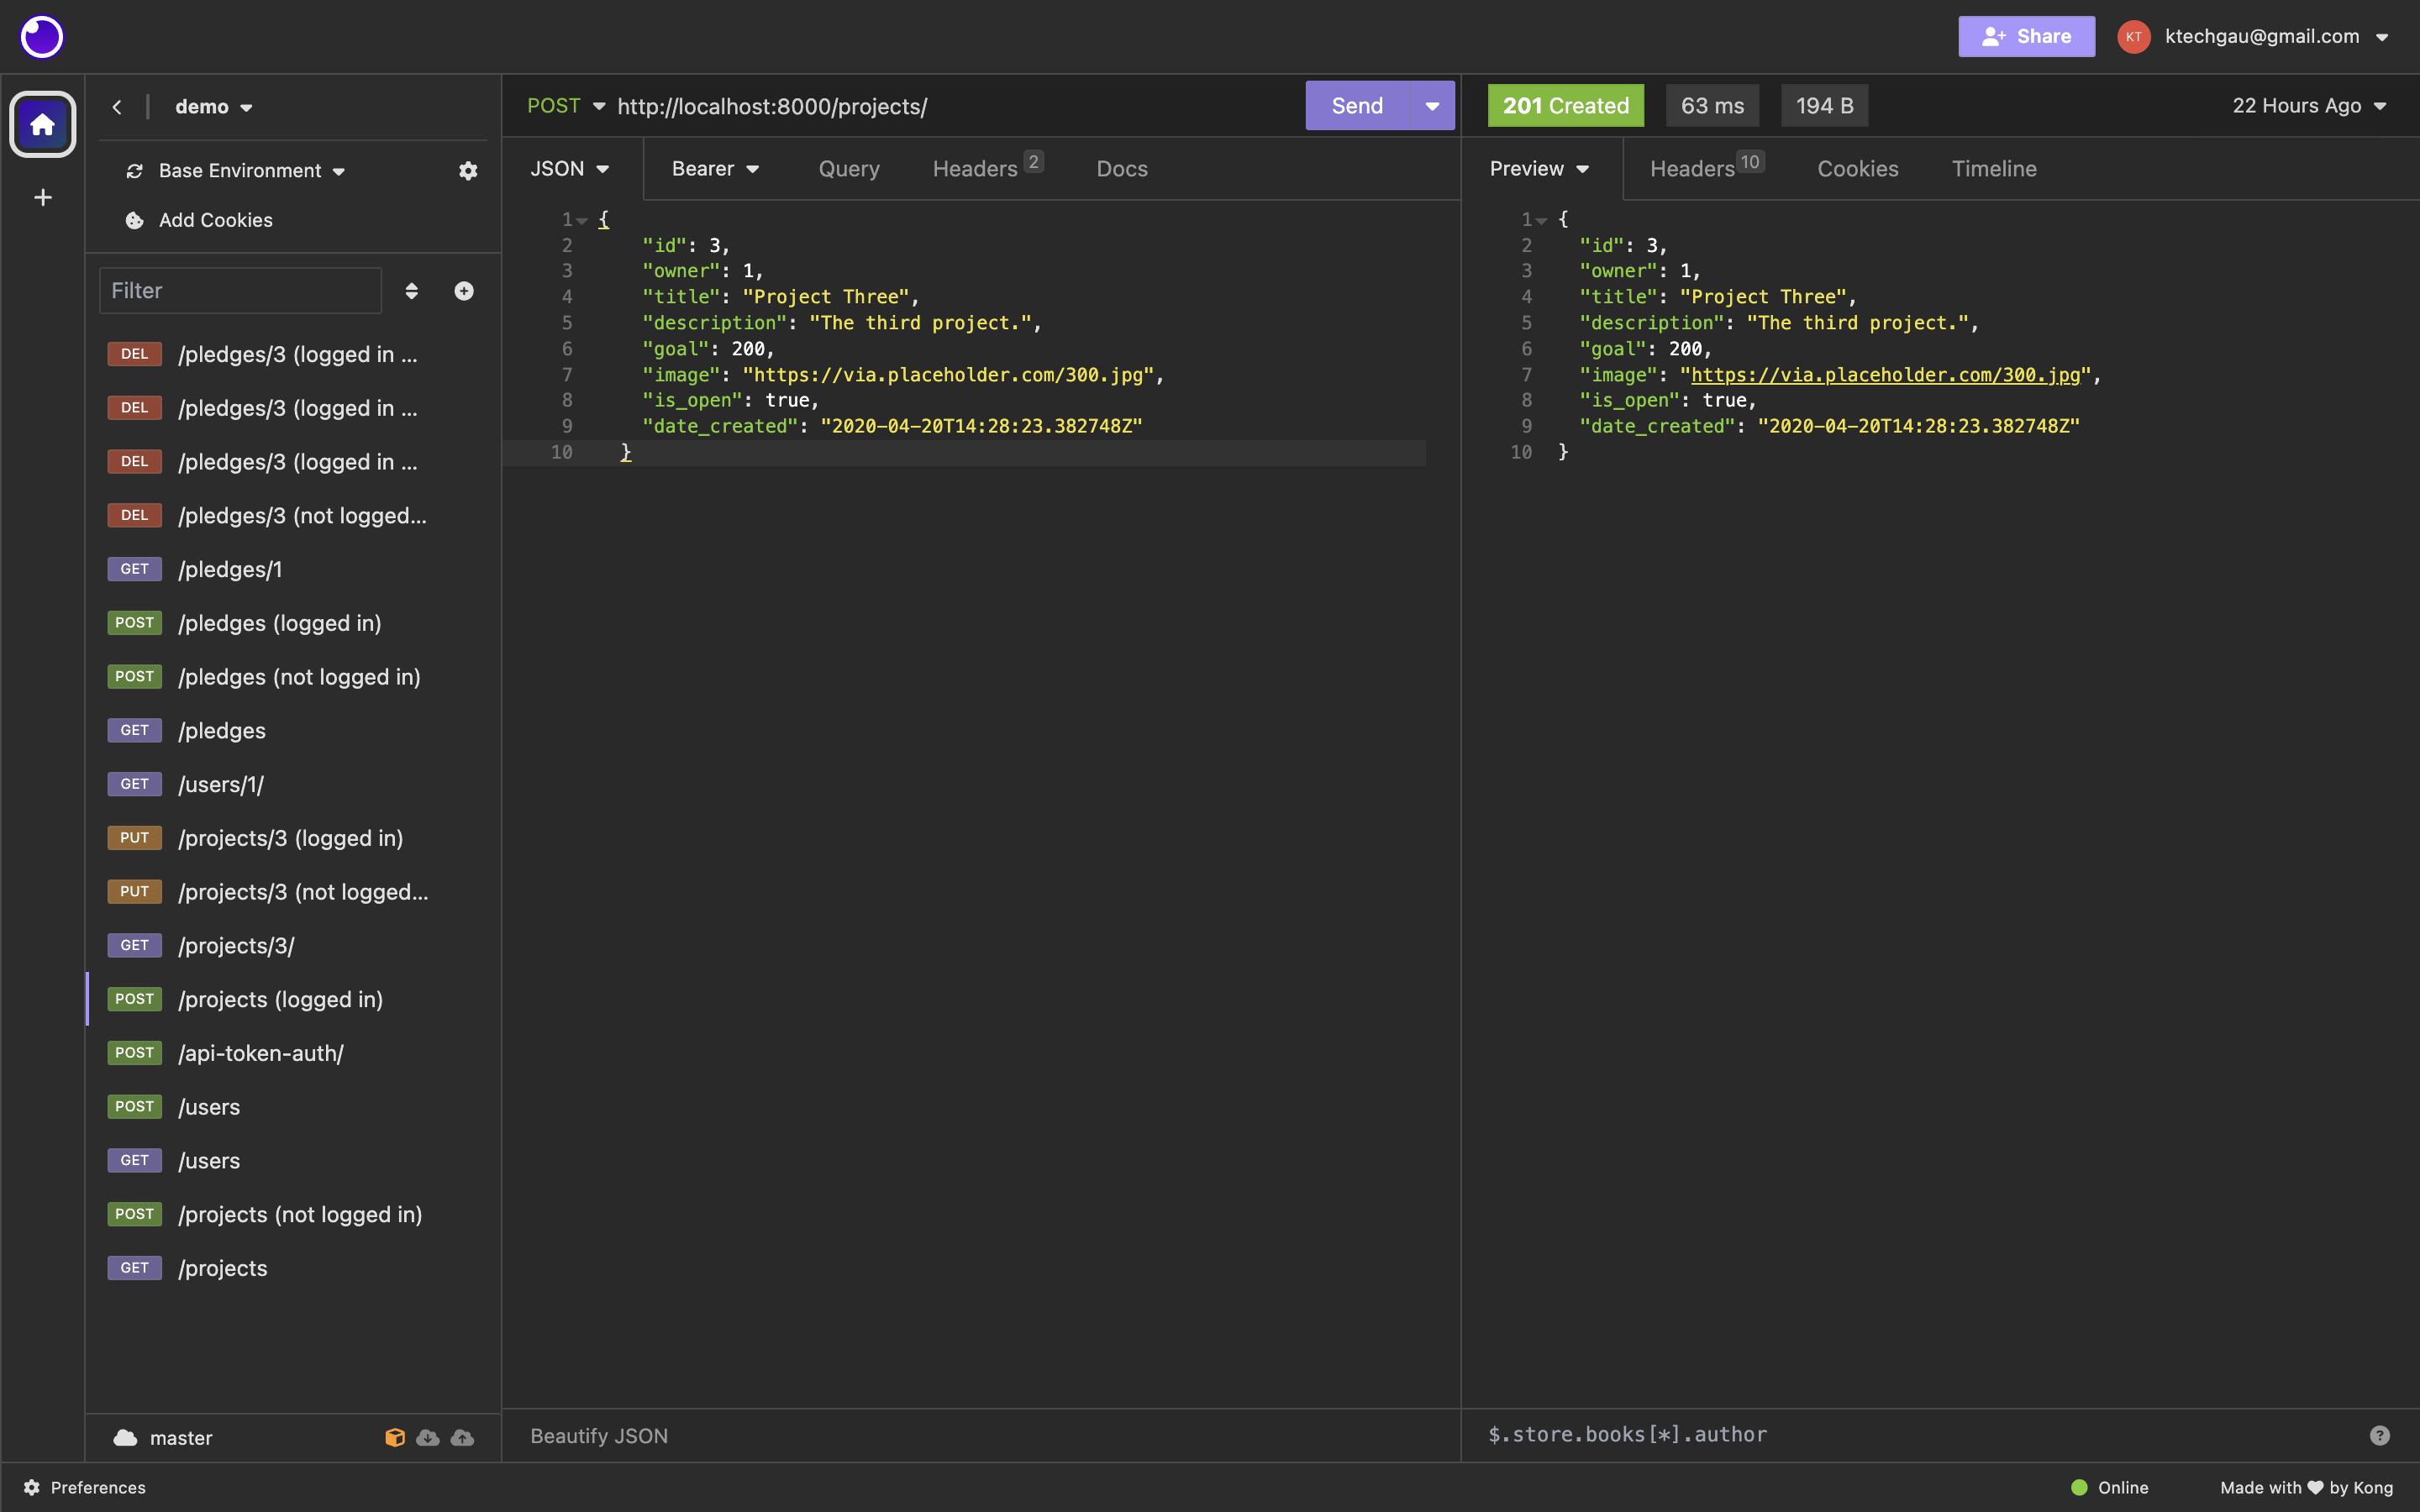 Share
KT
ktechgau@gmail.com
demo
Base Environment
Add Cookies
Filter
DEL /pledges/3 (logged in ...
DEL /pledges/3 (logged in ...
DEL /pledges/3 (logged in ...
DEL /pledges/3 (not logged...
GET /pledges/1
POST /pledges (logged in)
POST /pledges (not logged in)
GET /pledges
GET /users/1/
PUT /projects/3 (logged in)
PUT /projects/3 (not logged...
GET /projects/3/
POST /projects (logged in)
POST /api-token-auth/
POST /users
GET /users
POST /projects (not logged in)
GET /projects
master
POST http://localhost:8000/projects/ Send
JSON Bearer Query Headers 2 Docs
1 {
2 "id": 3,
3 "owner": 1,
4 "title": "Project Three",
5 "description": "The third project.",
6 "goal": 200,
7 "image": "https://via.placeholder.com/300.jpg",
8 "is_open": true,
9 "date_created": "2020-04-20T14:28:23.382748Z"
10 }
Beautify JSON
201 Created 63 ms 194 B 22 Hours Ago
Preview Headers 10 Cookies Timeline
1 {
2 "id": 3,
3 "owner": 1,
4 "title": "Project Three",
5 "description": "The third project.",
6 "goal": 200,
7 "image": "https://via.placeholder.com/300.jpg",
8 "is_open": true,
9 "date_created": "2020-04-20T14:28:23.382748Z"
10 }
$.store.books[*].author
?
Preferences
Online
Made with ♥ by Kong